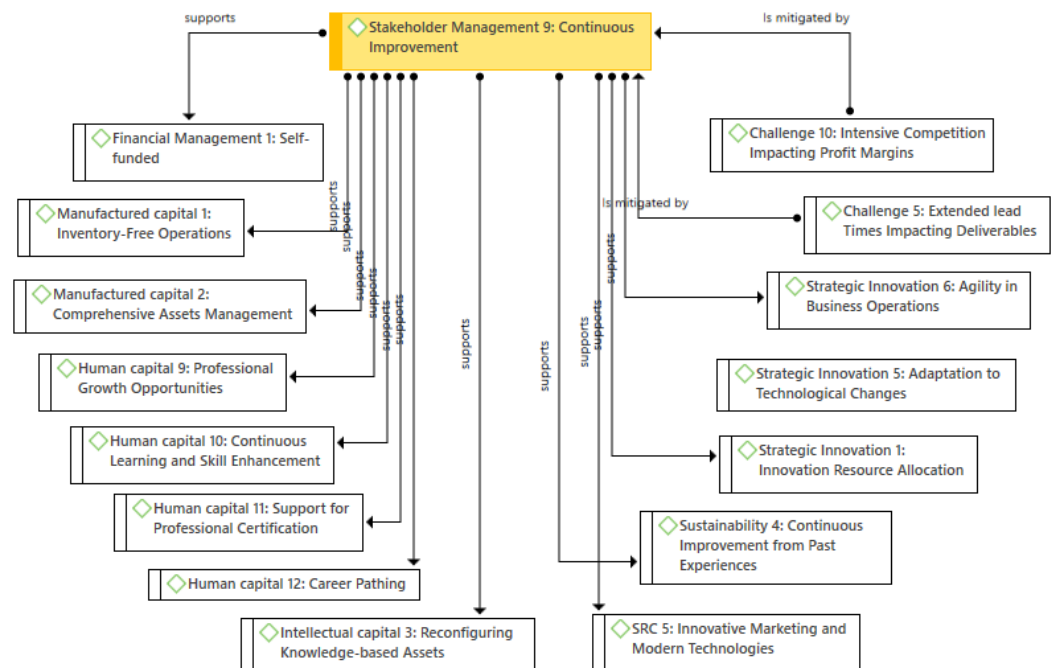 supports
Stakeholder Management 9: Continuous
Improvement
Is mitigated by
Financial Management 1: Self-
funded
Challenge 10: Intensive Competition
Impacting Profit Margins
Manufactured capital 1:
Inventory-Free Operations
supports
supports
Is mitigated by
Challenge 5: Extended lead
Times Impacting Deliverables
Manufactured capital 2:
Comprehensive Assets Management
supports
supports
supports
supports
supports
supports
supports
supports
Strategic Innovation 6: Agility in
Business Operations
Human capital 9: Professional
Growth Opportunities
Strategic Innovation 5: Adaptation to
Technological Changes
Human capital 10: Continuous
Learning and Skill Enhancement
Strategic Innovation 1:
Innovation Resource Allocation
Human capital 11: Support for
Professional Certification
Sustainability 4: Continuous
Improvement from Past
Experiences
Human capital 12: Career Pathing
Intellectual capital 3: Reconfiguring
Knowledge-based Assets
SRC 5: Innovative Marketing and
Modern Technologies